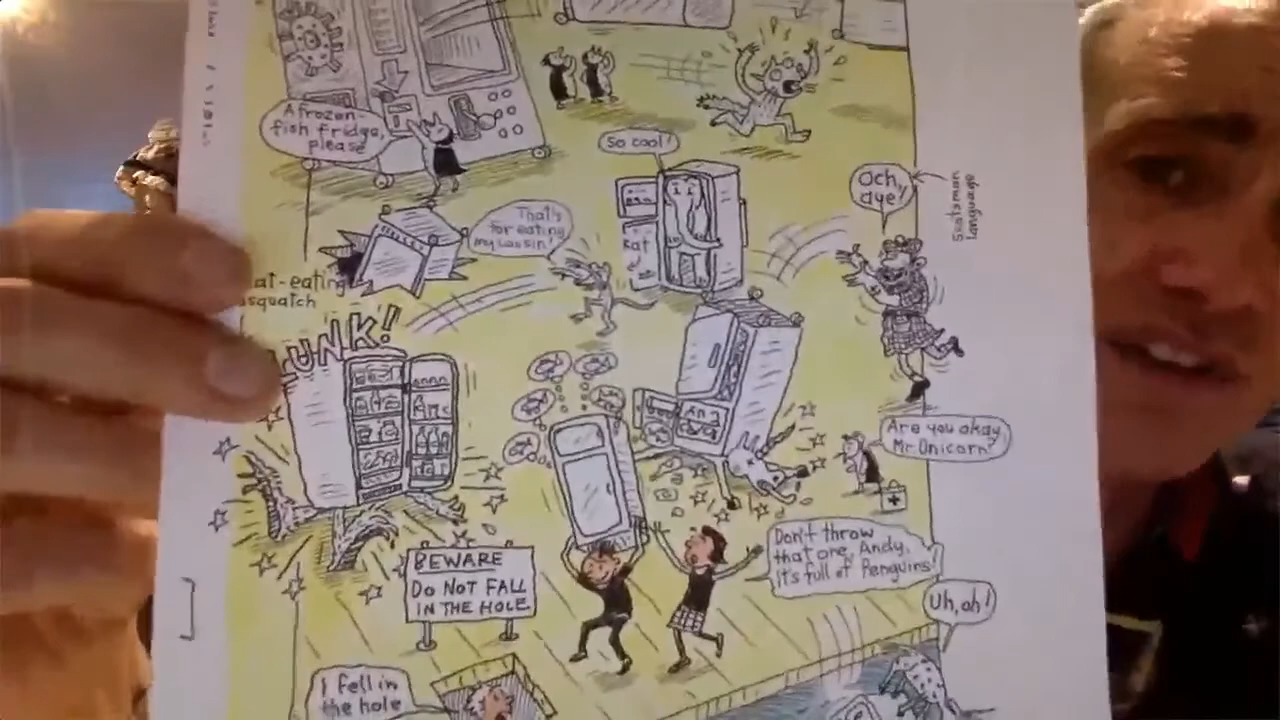 A frozen-
fish fridge,
please
So cool!
Och,
aye!
Scotsman
language
That's
for eating
my cousin!
at-eating
squatch
UNK!
Are you okay,
Mr. Unicorn?
Don't throw
that one, Andy.
It's full of Penguins!
BEWARE
DO NOT FALL
IN THE HOLE
Uh, oh!
I fell in
the hole